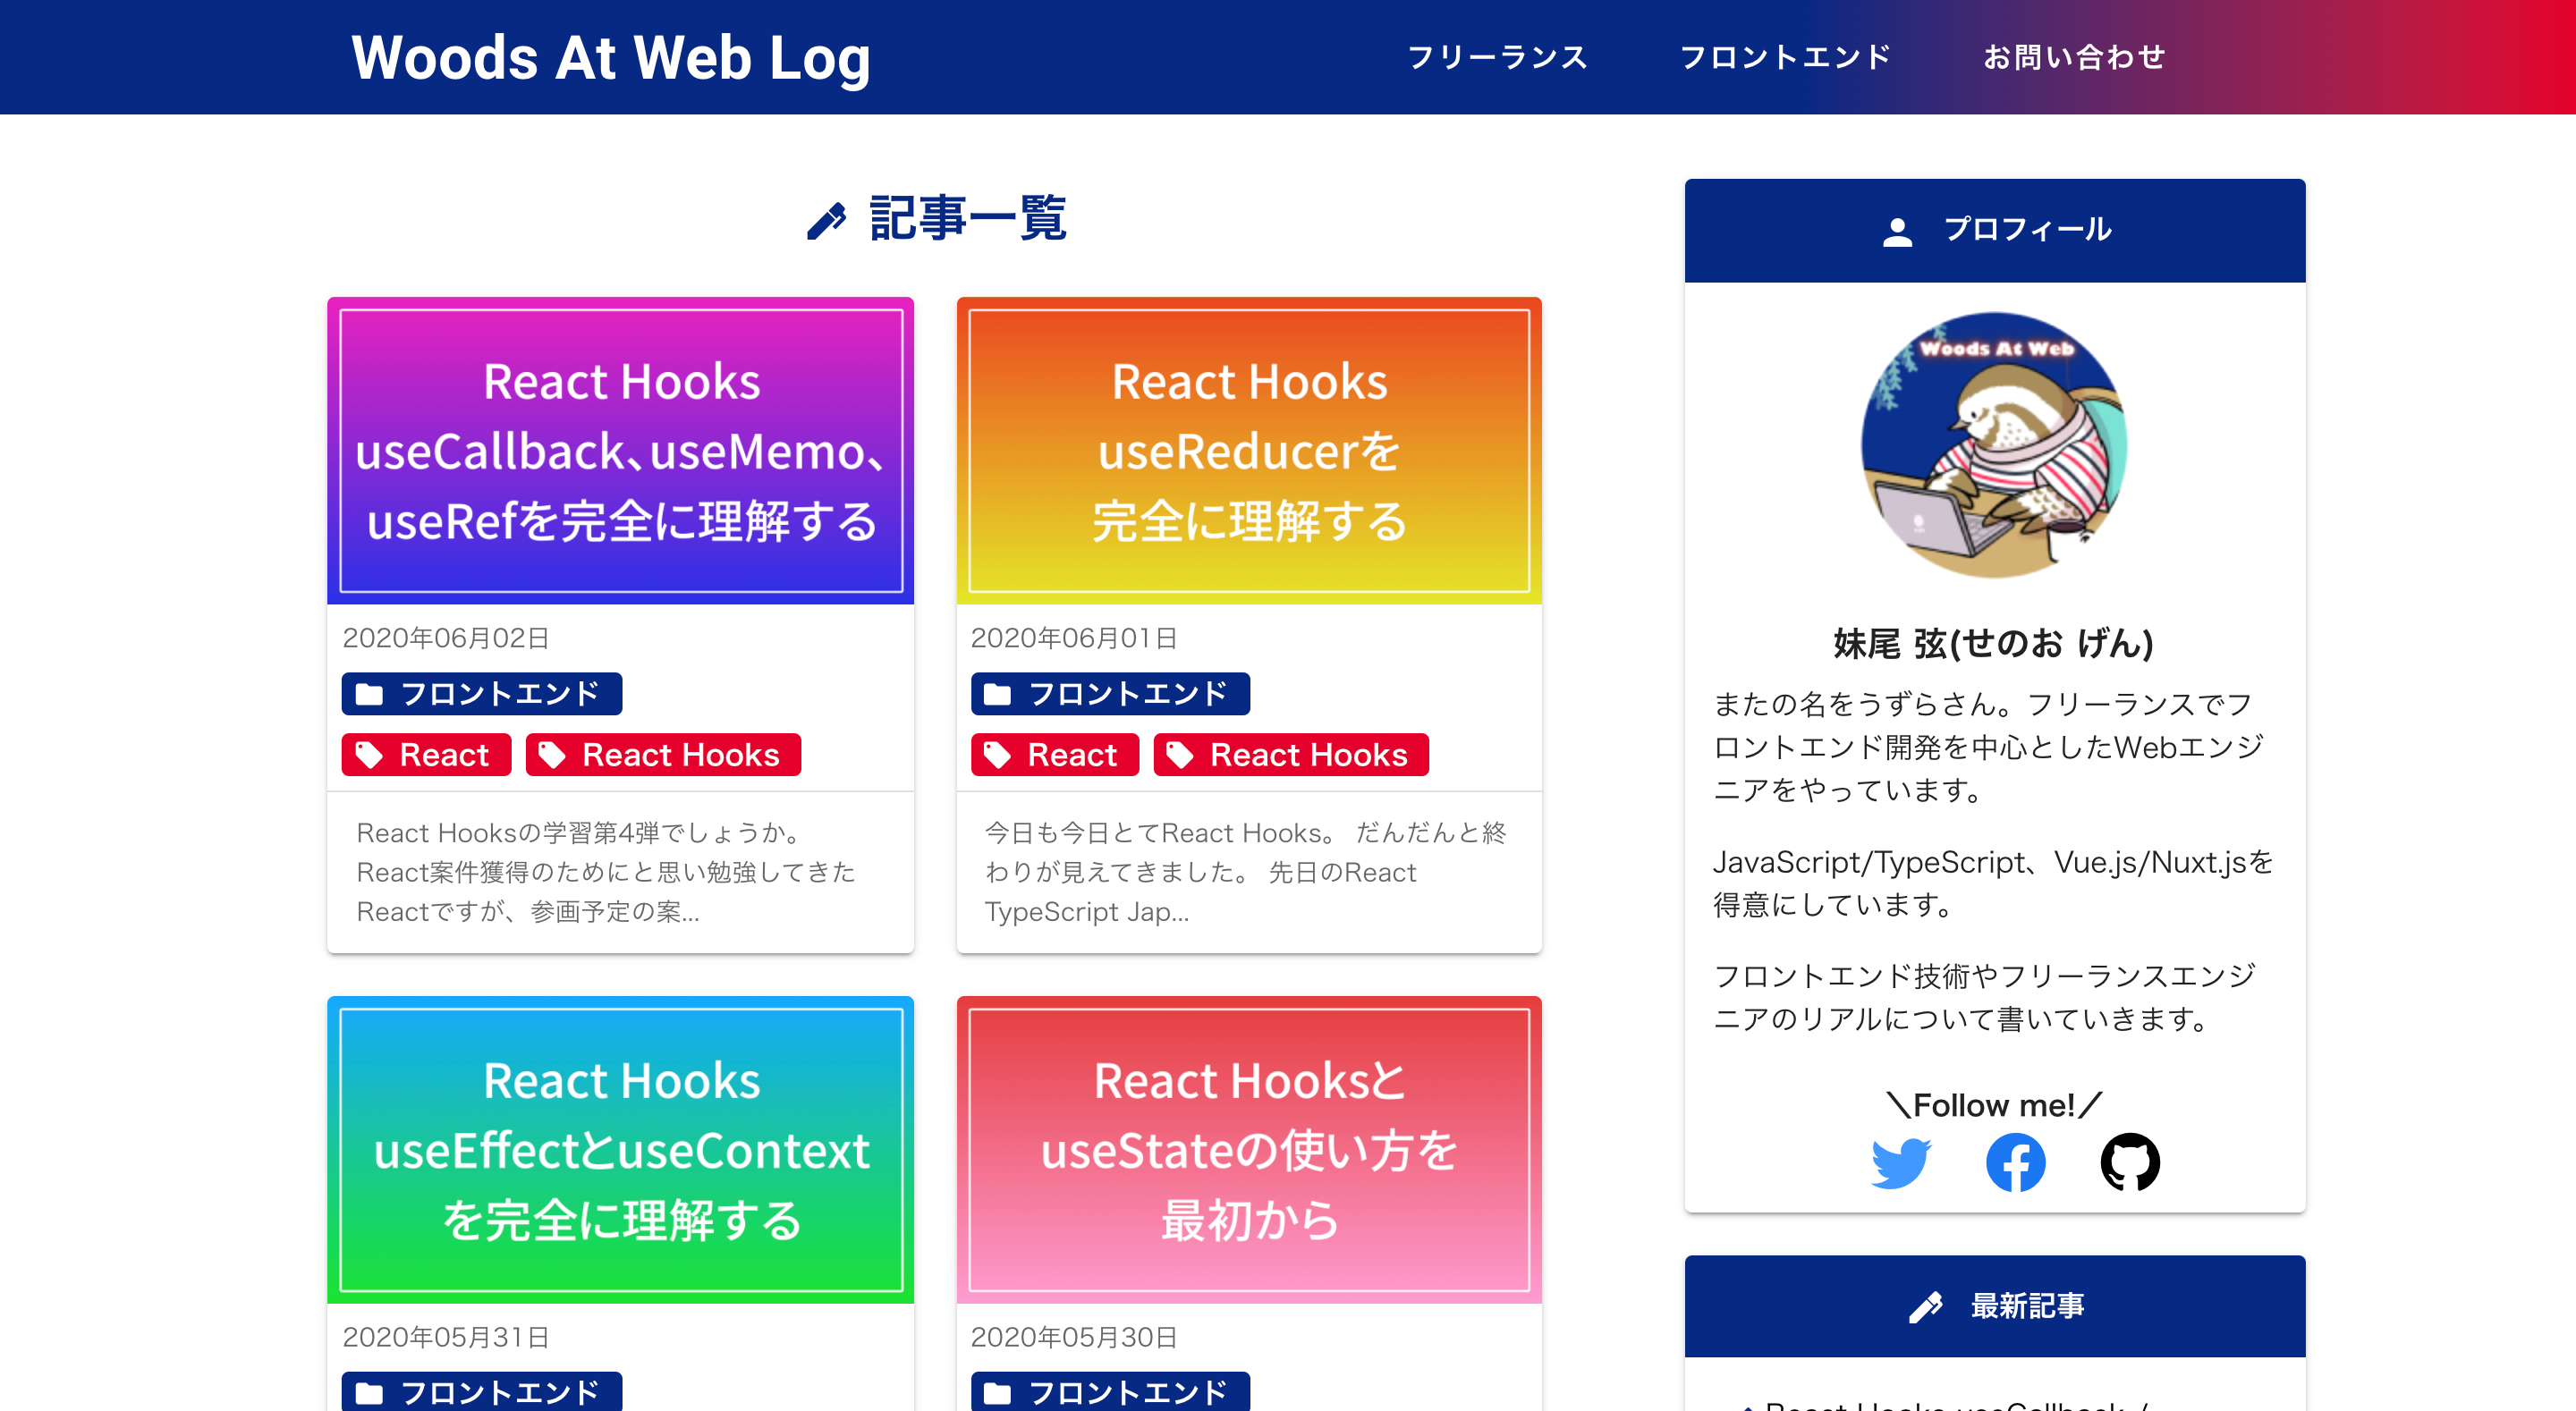 Woods At Web Log
フリーランス
フロントエンド
お問い合わせ
記事一覧
React Hooks
useCallback、useMemo、
useRefを完全に理解する
2020年06月02日
フロントエンド
React
React Hooks
React Hooksの学習第4弾でしょうか。
React案件獲得のためにと思い勉強してきた
Reactですが、参画予定の案...
React Hooks
useReducerを
完全に理解する
2020年06月01日
フロントエンド
React
React Hooks
今日も今日とてReact Hooks。 だんだんと終
わりが見えてきました。 先日のReact
TypeScript Jap...
React Hooks
useEffectとuseContext
を完全に理解する
2020年05月31日
フロントエンド
React Hooksと
useStateの使い方を
最初から
2020年05月30日
フロントエンド
プロフィール
Woods At Web
妹尾 弦(せのお げん)
またの名をうずらさん。フリーランスでフ
ロントエンド開発を中心としたWebエンジ
ニアをやっています。
JavaScript/TypeScript、Vue.js/Nuxt.jsを
得意にしています。
フロントエンド技術やフリーランスエンジ
ニアのリアルについて書いていきます。
＼Follow me!／
最新記事
React Hooks useCallback /